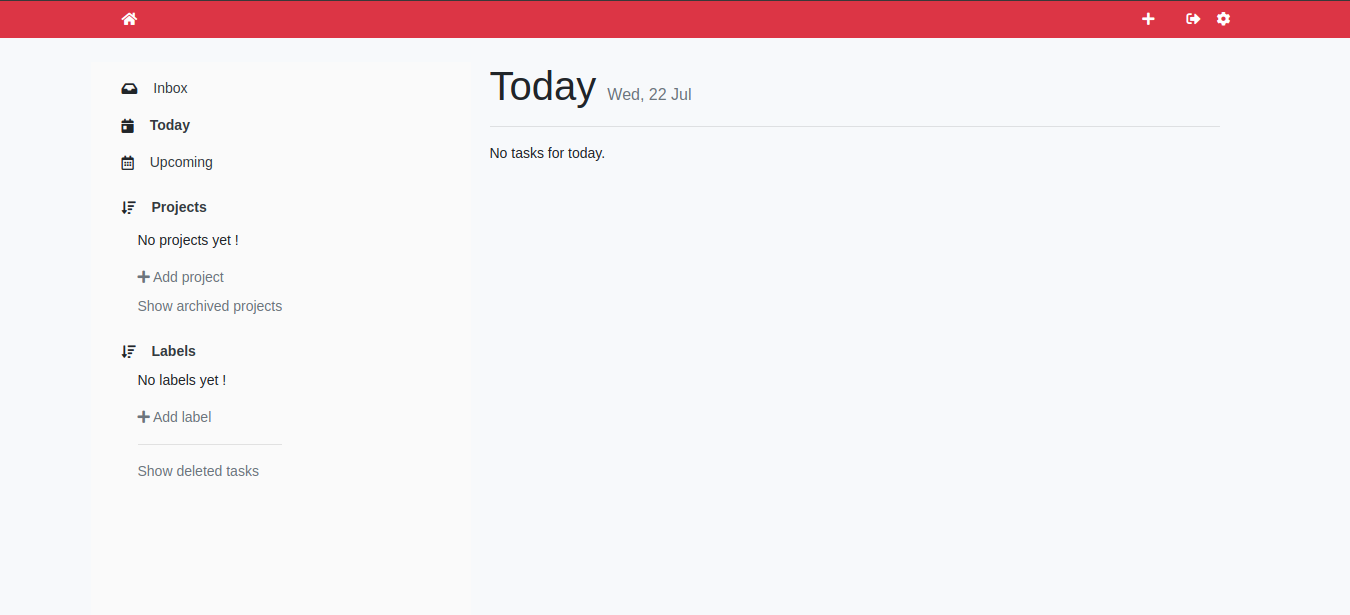 Inbox
Today
Upcoming
Projects
No projects yet !
Add project
Show archived projects
Labels
No labels yet !
Add label
Show deleted tasks
Today Wed, 22 Jul
No tasks for today.